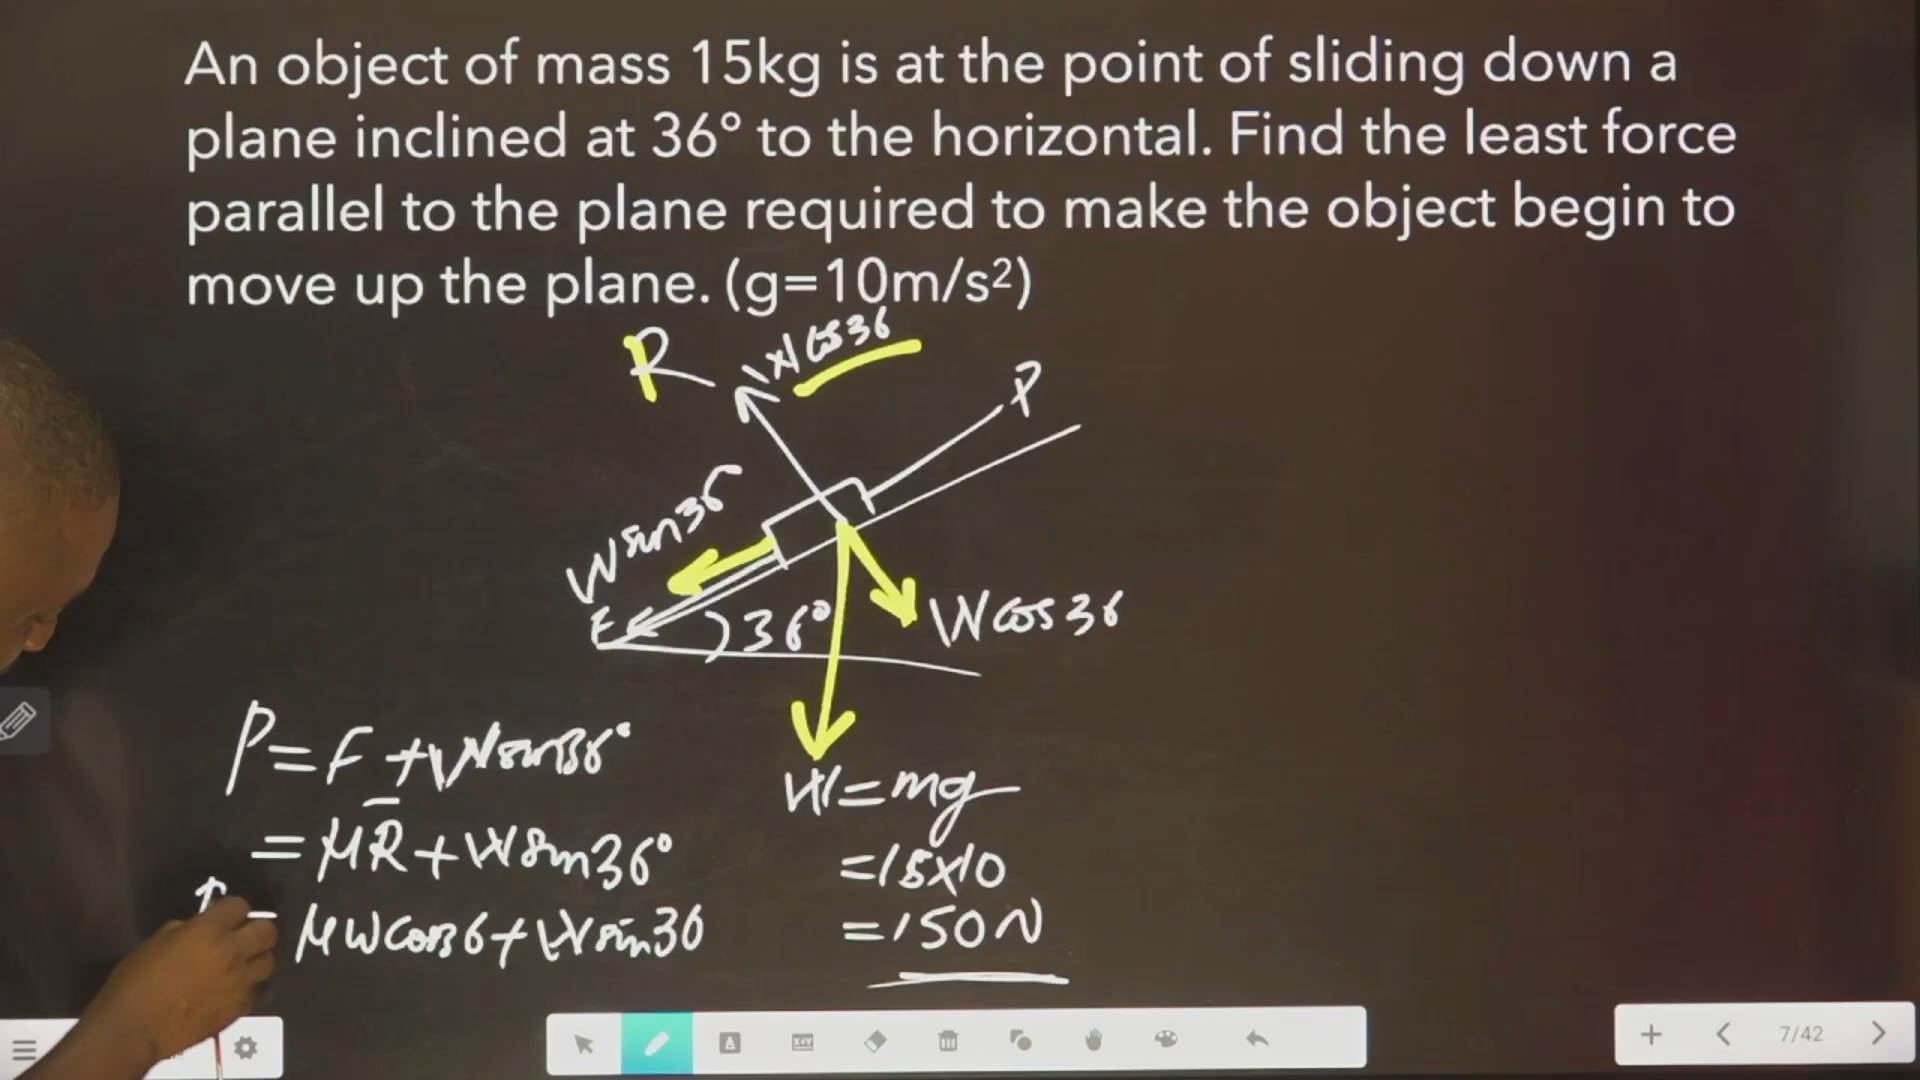 An object of mass 15kg is at the point of sliding down a
plane inclined at 36° to the horizontal. Find the least force
parallel to the plane required to make the object begin to
move up the plane. (g=10m/s²)
R
Wcos36
P
Wsin36
F
36°
Wcos36
P=F+Wsin36°
=μR+Wsin36°
=μWcos36+Wsin36
W=mg
=15x10
=150N
7/42